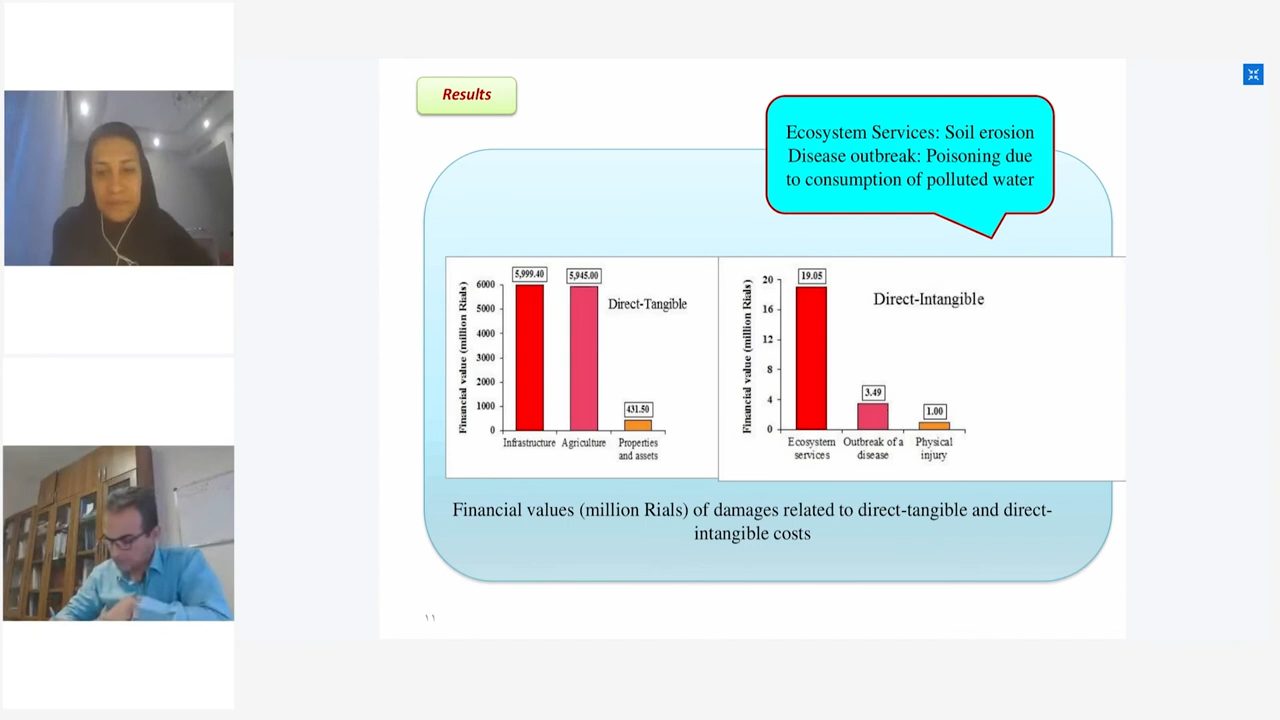 Results
Ecosystem Services: Soil erosion
Disease outbreak: Poisoning due
to consumption of polluted water
5,999.40
5,945.00
431.50
Direct-Tangible
Financial value (million Rials)
6000
5000
4000
3000
2000
1000
0
Infrastructure
Agriculture
Properties
and assets
19.05
3.49
1.00
Direct-Intangible
Financial value (million Rials)
20
16
12
8
4
0
Ecosystem
services
Outbreak of a
disease
Physical
injury
Financial values (million Rials) of damages related to direct-tangible and direct-
intangible costs
١١